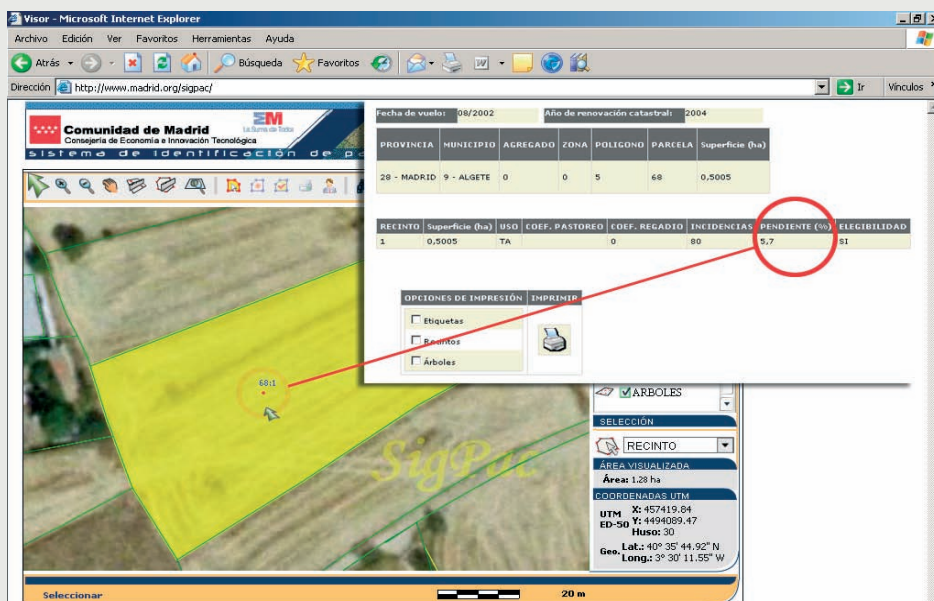 Visor - Microsoft Internet Explorer
Archivo Edición Ver Favoritos Herramientas Ayuda
Atrás Búsqueda Favoritos
Dirección http://www.madrid.org/sigpac/ Ir Vínculos
Comunidad de Madrid
Consejería de Economía e Innovación Tecnológica
La Suma de Todos
sistema de identificación de
Fecha de vuelo: 08/2002 Año de renovación catastral: 2004
PROVINCIA MUNICIPIO AGREGADO ZONA POLIGONO PARCELA Superficie (ha)
28 - MADRID 9 - ALGETE 0 0 5 68 0,5005
RECINTO Superficie (ha) USO COEF. PASTOREO COEF. REGADIO INCIDENCIAS PENDIENTE (%) ELEGIBILIDAD
1 0,5005 TA 0 80 5,7 SI
OPCIONES DE IMPRESIÓN IMPRIMIR
Etiquetas
Recintos
Árboles
68:1
SigPac
ARBOLES
SELECCIÓN
RECINTO
ÁREA VISUALIZADA
Área: 1.28 ha
COORDENADAS UTM
UTM ED-50 X: 457419.84
Y: 4494089.47
Huso: 30
Geo. Lat.: 40º 35' 44.92" N
Long.: 3º 30' 11.55" W
Seleccionar 20 m